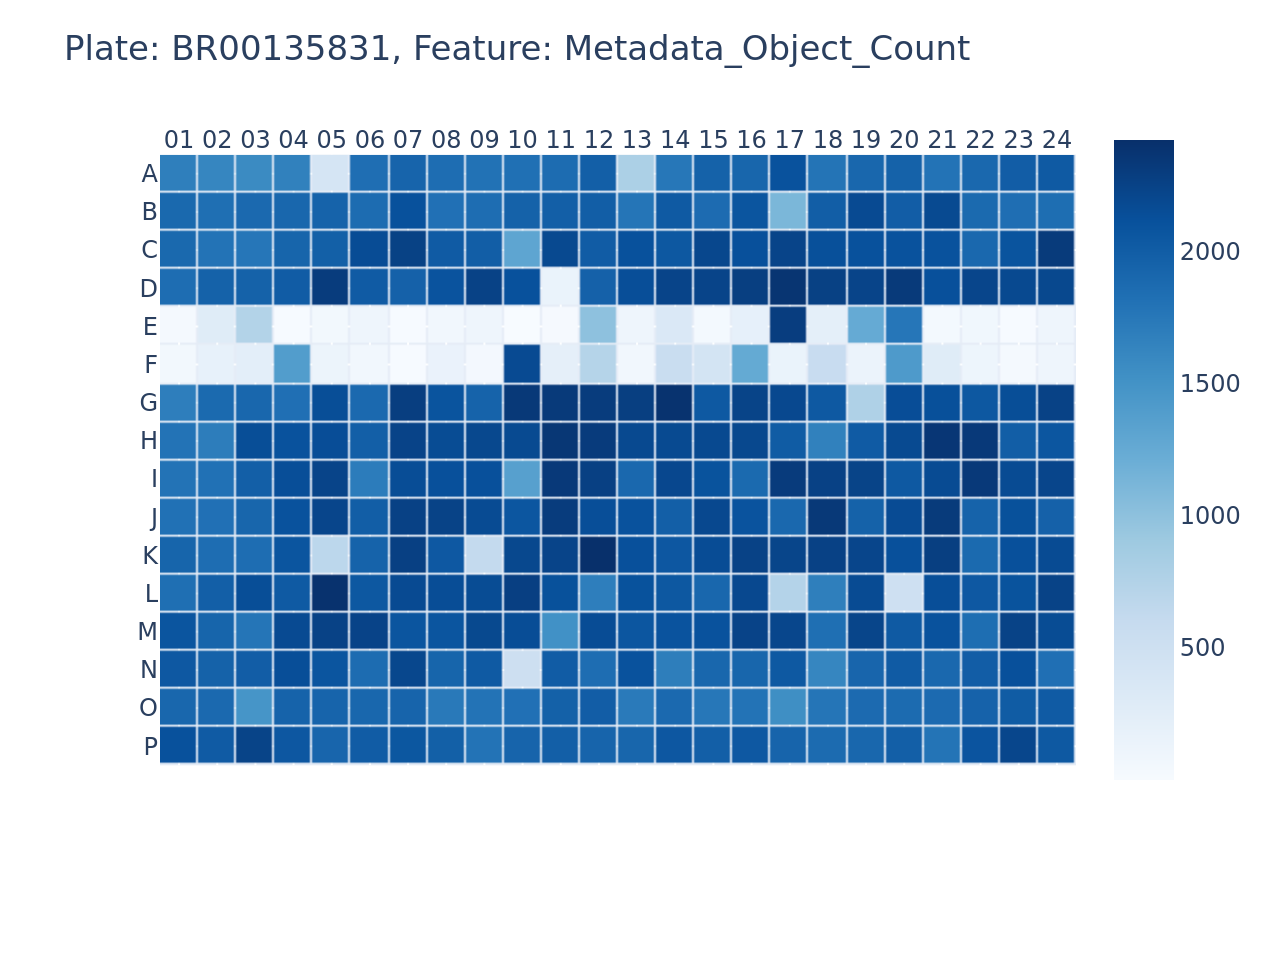 Plate: BR00135831, Feature: Metadata_Object_Count
01 02 03 04 05 06 07 08 09 10 11 12 13 14 15 16 17 18 19 20 21 22 23 24
A
B
C
D
E
F
G
H
I
J
K
L
M
N
O
P
2000
1500
1000
500